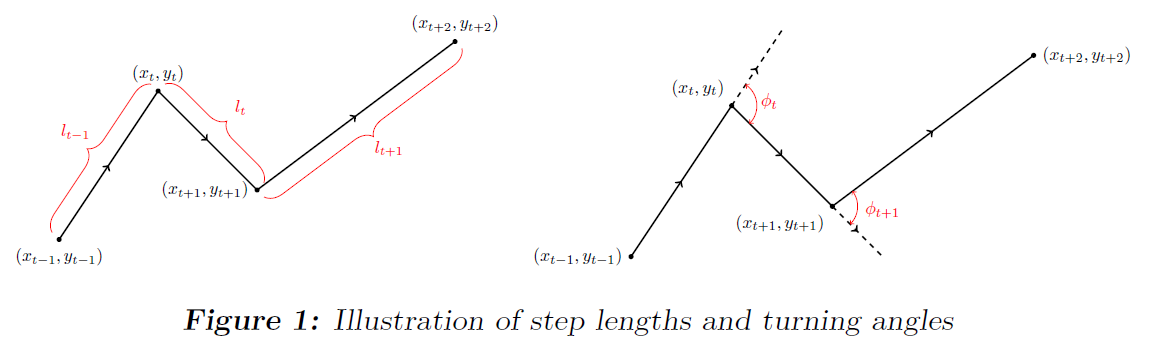 (x_{t+2}, y_{t+2})
(x_t, y_t)
l_t
l_{t−1}
l_{t+1}
(x_{t+1}, y_{t+1})
(x_{t−1}, y_{t−1})
(x_{t+2}, y_{t+2})
(x_t, y_t)
ϕ_t
ϕ_{t+1}
(x_{t+1}, y_{t+1})
(x_{t−1}, y_{t−1})
Figure 1: Illustration of step lengths and turning angles